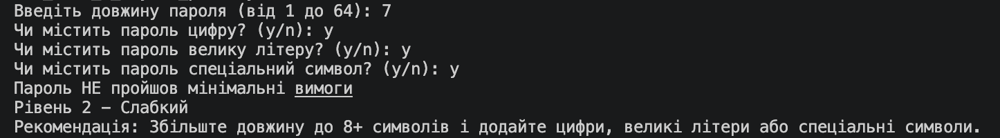 Введіть довжину пароля (від 1 до 64): 7
Чи містить пароль цифру? (y/n): y
Чи містить пароль велику літеру? (y/n): y
Чи містить пароль спеціальний символ? (y/n): y
Пароль НЕ пройшов мінімальні вимоги
Рівень 2 – Слабкий
Рекомендація: Збільште довжину до 8+ символів і додайте цифри, великі літери або спеціальні символи.